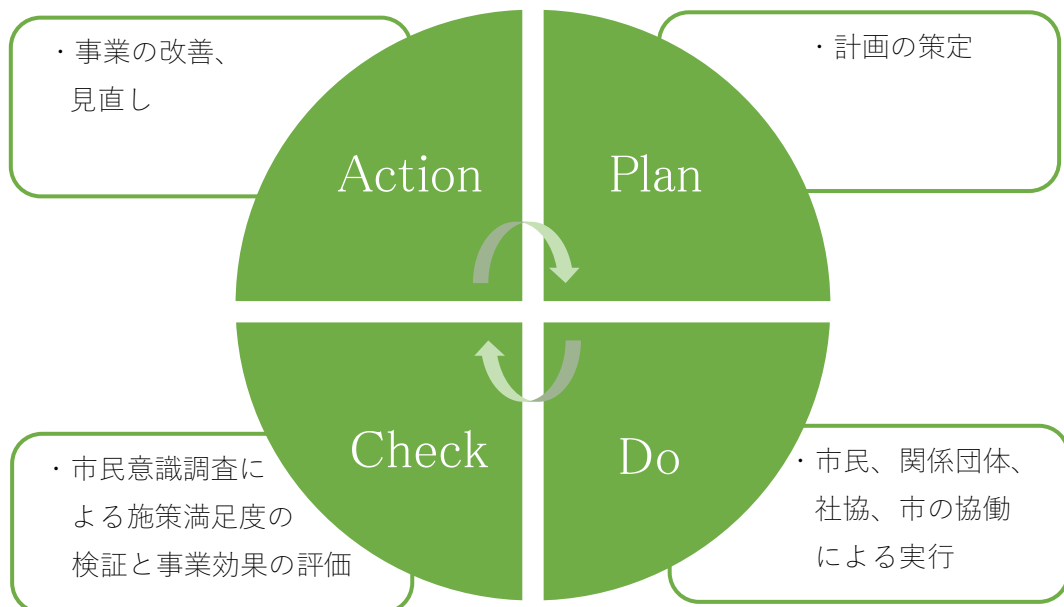 ・事業の改善、
見直し
Action
Plan
・計画の策定
Check
・市民意識調査に
よる施策満足度の
検証と事業効果の評価
Do
・市民、関係団体、
社協、市の協働
による実行